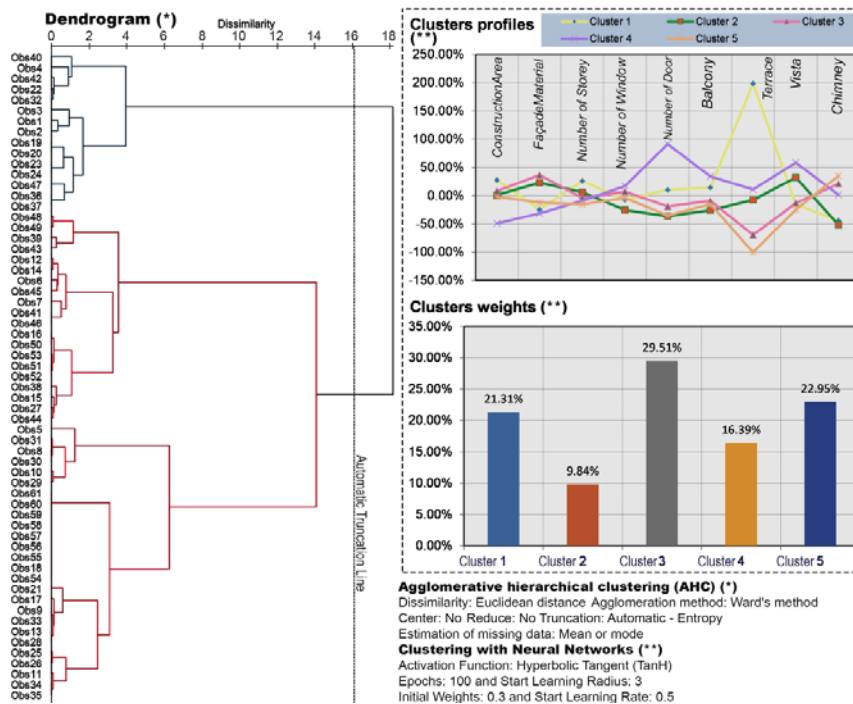 Dendrogram (*)
Dissimilarity
0 2 4 6 8 10 12 14 16 18
Obs40
Obs4
Obs42
Obs22
Obs32
Obs3
Obs1
Obs2
Obs19
Obs20
Obs23
Obs24
Obs47
Obs36
Obs37
Obs48
Obs49
Obs39
Obs43
Obs12
Obs14
Obs6
Obs45
Obs7
Obs41
Obs46
Obs16
Obs50
Obs53
Obs51
Obs52
Obs38
Obs15
Obs27
Obs44
Obs5
Obs31
Obs8
Obs30
Obs10
Obs29
Obs61
Obs60
Obs59
Obs58
Obs57
Obs56
Obs55
Obs18
Obs54
Obs21
Obs17
Obs9
Obs33
Obs13
Obs28
Obs25
Obs26
Obs11
Obs34
Obs35
Automatic Truncation Line
Clusters profiles
(**)
Cluster 1 Cluster 2 Cluster 3
Cluster 4 Cluster 5
250.00%
200.00%
150.00%
100.00%
50.00%
0.00%
-50.00%
-100.00%
-150.00%
ConstructionArea
FaçadeMateriel
Number of Storey
Number of Window
Number of Door
Balcony
Terrace
Vista
Chimney
Clusters weights (**)
35.00%
30.00%
25.00%
20.00%
15.00%
10.00%
5.00%
0.00%
21.31%
9.84%
29.51%
16.39%
22.95%
Cluster 1 Cluster 2 Cluster 3 Cluster 4 Cluster 5
Agglomerative hierarchical clustering (AHC) (*)
Dissimilarity: Euclidean distance Agglomeration method: Ward's method
Center: No Reduce: No Truncation: Automatic - Entropy
Estimation of missing data: Mean or mode
Clustering with Neural Networks (**)
Activation Function: Hyperbolic Tangent (TanH)
Epochs: 100 and Start Learning Radius: 3
Initial Weights: 0.3 and Start Learning Rate: 0.5